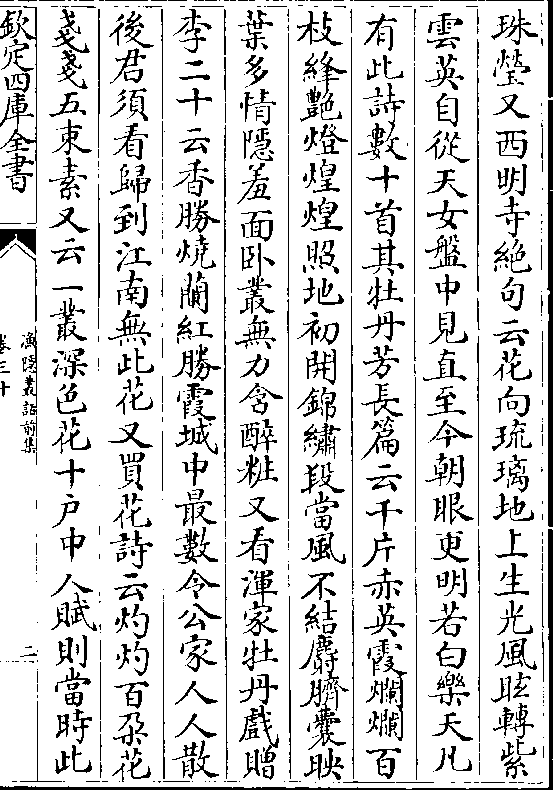 珠瑩又西明寺絶句云花向琉璃地上生光風眩轉紫
雲英自從天女盤中見直至今朝眼更明若白樂天凡
有此詩數十首其牡丹芳長篇云千片赤英霞爛爛百
枝絳艷燈煌煌照地初開錦繡段當風不結麝臍囊映
葉多情隱羞面卧叢無力含醉粧又看渾家牡丹戲贈
李二十云香勝燒蘭紅勝霞城中最數令公家人人散
後君須看歸到江南無此花又買花詩云灼灼百朶花
戔戔五束素又云一叢深色花十戶中人賦則當時此
欽定四庫全書
漁隱叢話前集
卷三十
二